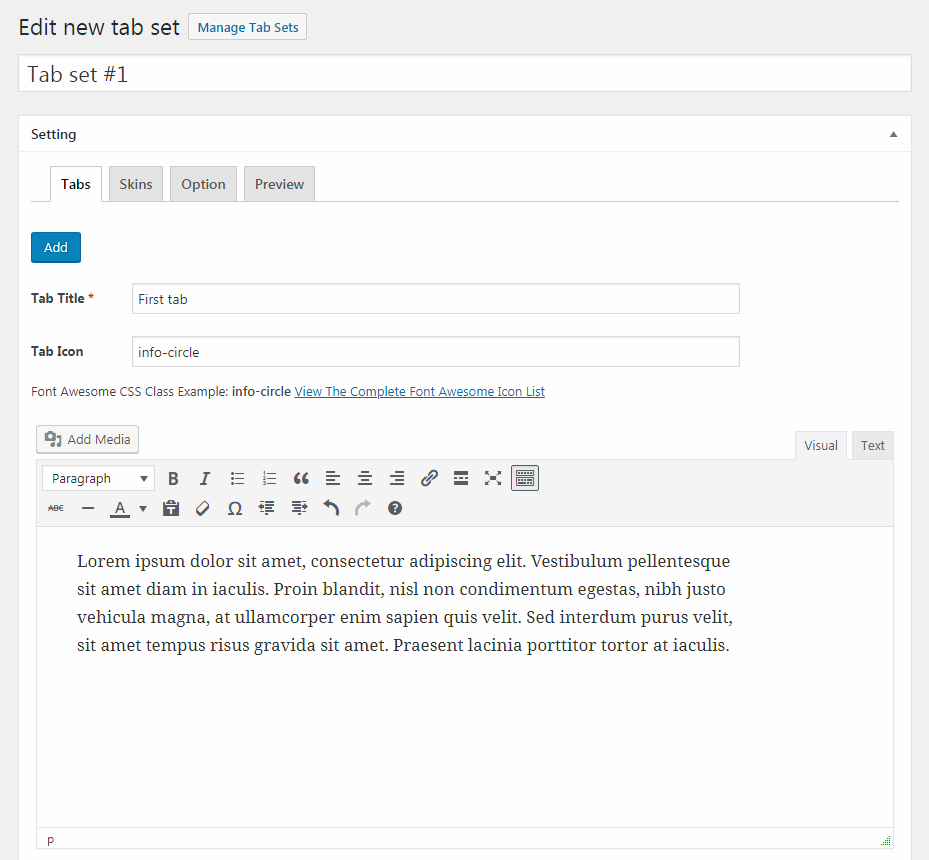 Edit new tab set Manage Tab Sets
Tab set #1
Setting
Tabs Skins Option Preview
Add
Tab Title * First tab
Tab Icon info-circle
Font Awesome CSS Class Example: info-circle View The Complete Font Awesome Icon List
Add Media Visual Text
Paragraph B I
ABC A Ω
Lorem ipsum dolor sit amet, consectetur adipiscing elit. Vestibulum pellentesque
sit amet diam in iaculis. Proin blandit, nisl non condimentum egestas, nibh justo
vehicula magna, at ullamcorper enim sapien quis velit. Sed interdum purus velit,
sit amet tempus risus gravida sit amet. Praesent lacinia porttitor tortor at iaculis.
p